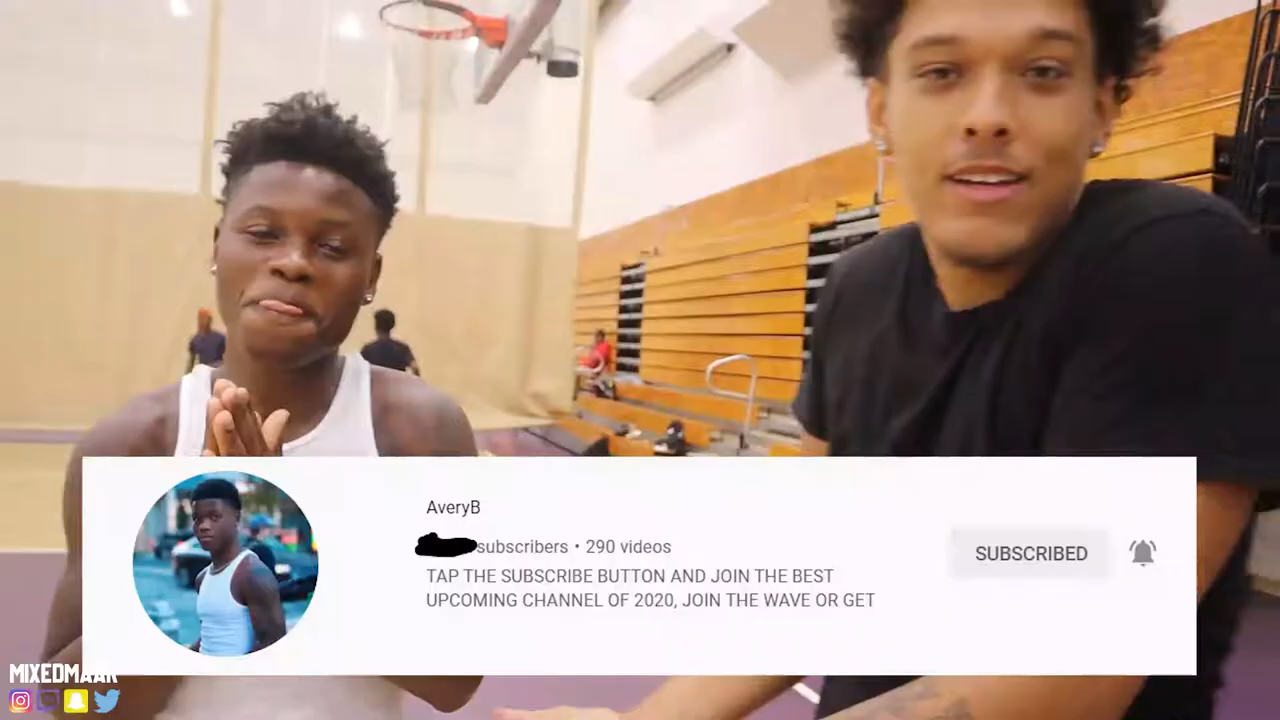 AveryB
subscribers • 290 videos
TAP THE SUBSCRIBE BUTTON AND JOIN THE BEST
UPCOMING CHANNEL OF 2020, JOIN THE WAVE OR GET
SUBSCRIBED
MIXEDMAAR